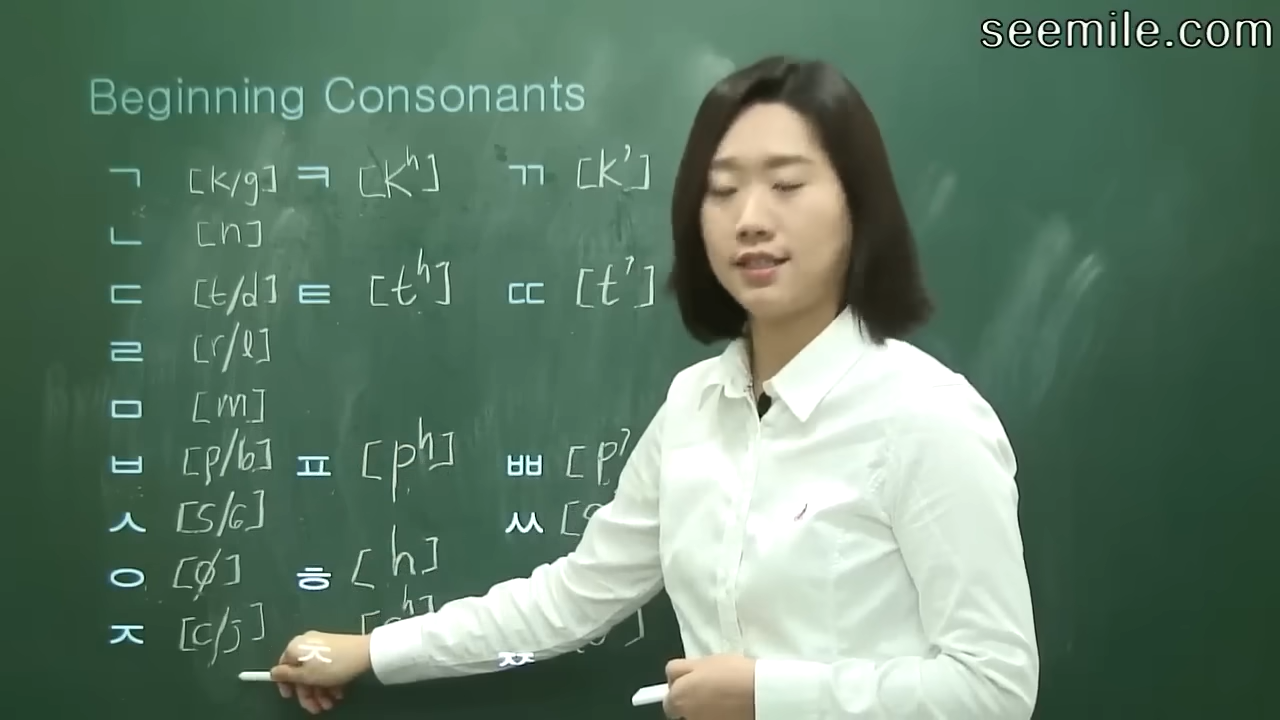 seemile.com
Beginning Consonants
ㄱ [k/g] ㅋ [kʰ] ㄲ [k']
ㄴ [n]
ㄷ [t/d] ㅌ [tʰ] ㄸ [t']
ㄹ [r/l]
ㅁ [m]
ㅂ [p/b] ㅍ [pʰ] ㅃ [p'
ㅅ [s/ɕ] ㅆ [
ㅇ [ø] ㅎ [h]
ㅈ [c/j] ㅊ ㅉ